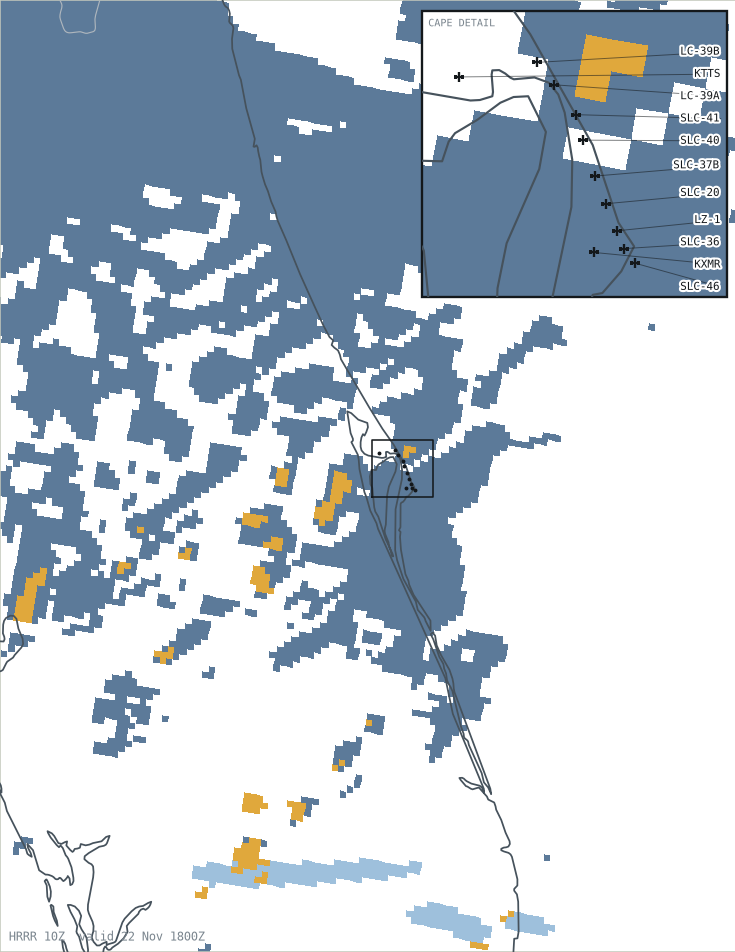 CAPE DETAIL
LC-39B
KTTS
LC-39A
SLC-41
SLC-40
SLC-37B
SLC-20
LZ-1
SLC-36
KXMR
SLC-46
HRRR 10Z valid 22 Nov 1800Z